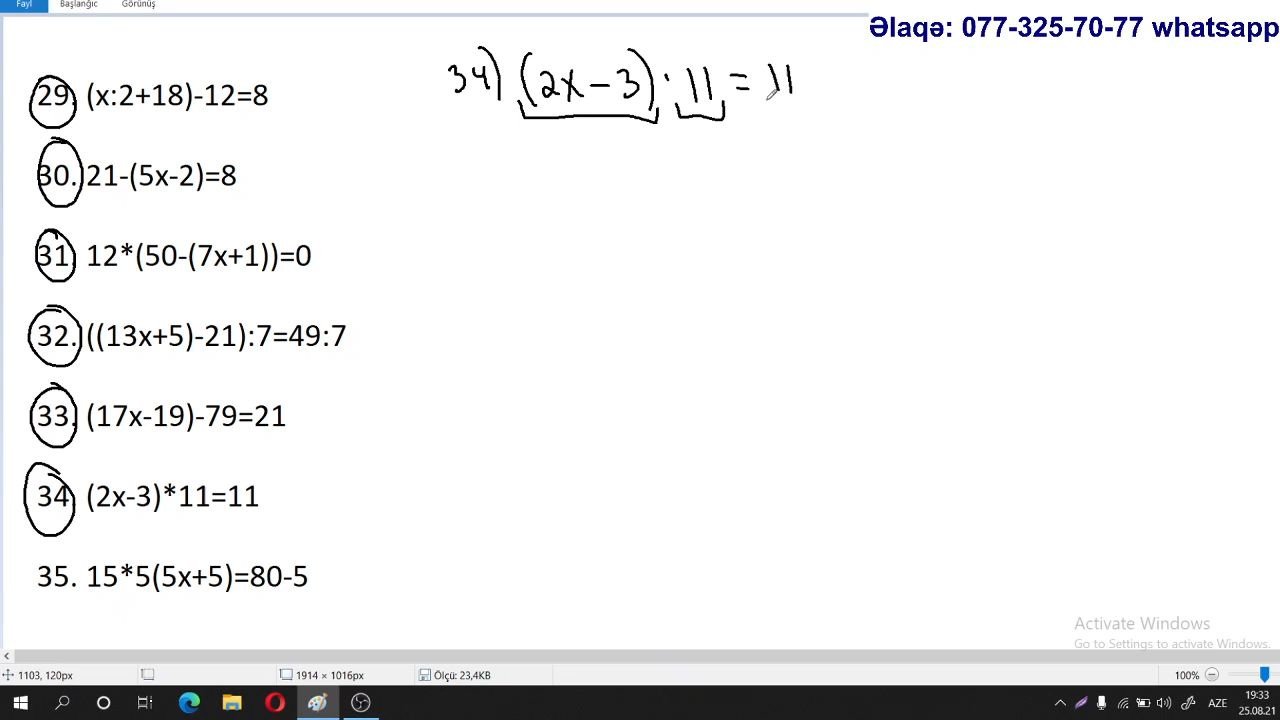 Fayl Başlanğıc Görünüş
Əlaqə: 077-325-70-77 whatsapp
34) (2x-3)·11=11
29. (x:2+18)-12=8
30. 21-(5x-2)=8
31. 12*(50-(7x+1))=0
32. ((13x+5)-21):7=49:7
33. (17x-19)-79=21
34. (2x-3)*11=11
35. 15*5(5x+5)=80-5
Activate Windows
Go to Settings to activate Windows.
1103, 120px 1914 × 1016px Ölçü: 23,4KB 100%
AZE 19:33
25.08.21